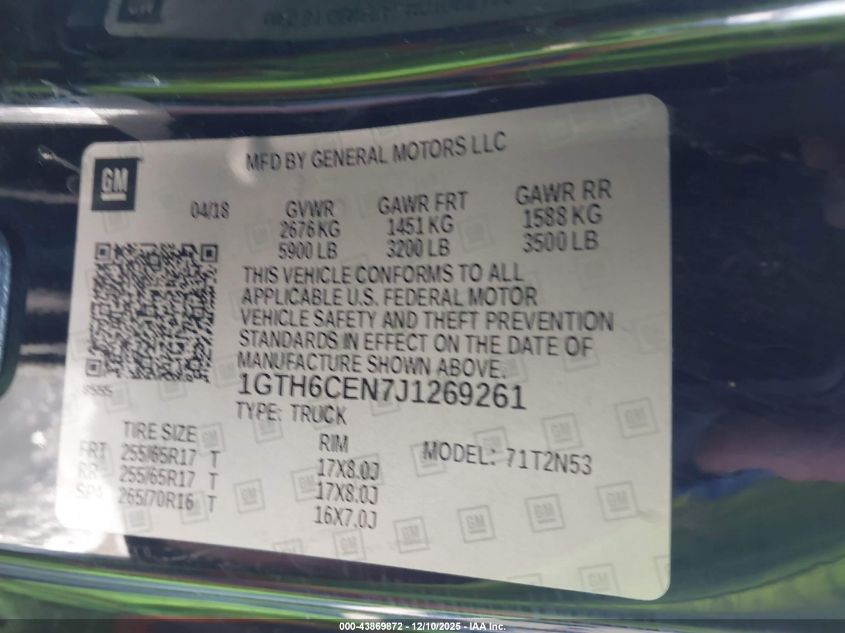 MFD BY GENERAL MOTORS LLC
GM
04/18 GVWR GAWR FRT GAWR RR
2676 KG 1451 KG 1588 KG
5900 LB 3200 LB 3500 LB
THIS VEHICLE CONFORMS TO ALL
APPLICABLE U.S. FEDERAL MOTOR
VEHICLE SAFETY AND THEFT PREVENTION
STANDARDS IN EFFECT ON THE DATE OF
MANUFACTURE SHOWN ABOVE.
1GTH6CEN7J1269261
TYPE: TRUCK
TIRE SIZE RIM MODEL: 71T2N53
FRT 255/65R17 T 17X8.0J
RR 255/65R17 T 17X8.0J
SPA 265/70R16 T 16X7.0J
000-43869872 - 12/10/2025 - IAA Inc.